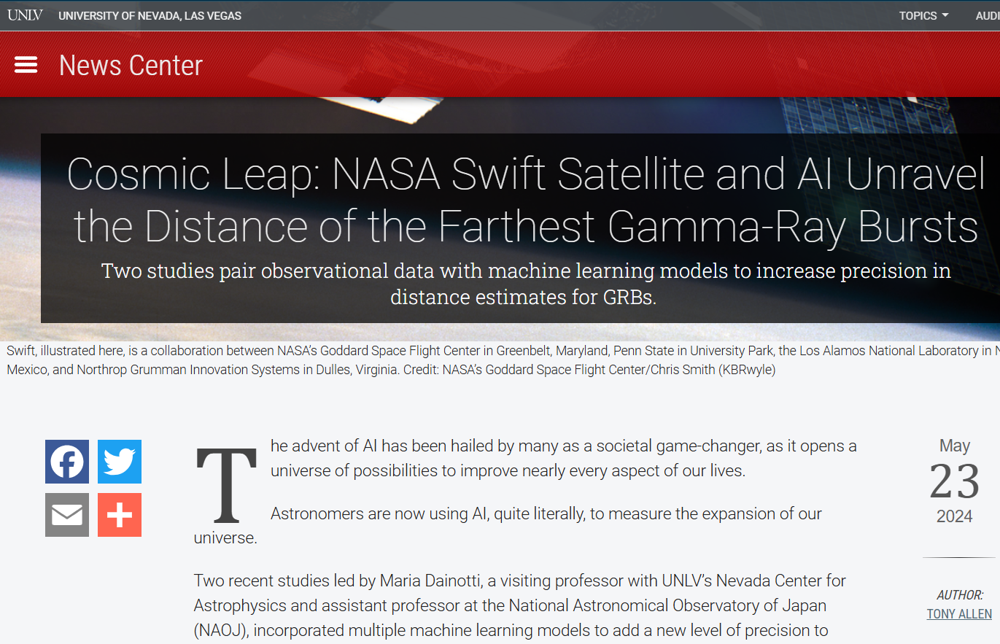 UNLV UNIVERSITY OF NEVADA, LAS VEGAS
TOPICS
News Center
Cosmic Leap: NASA Swift Satellite and AI Unravel
the Distance of the Farthest Gamma-Ray Bursts
Two studies pair observational data with machine learning models to increase precision in
distance estimates for GRBs.
Swift, illustrated here, is a collaboration between NASA's Goddard Space Flight Center in Greenbelt, Maryland, Penn State in University Park, the Los Alamos National Laboratory in
Mexico, and Northrop Grumman Innovation Systems in Dulles, Virginia. Credit: NASA's Goddard Space Flight Center/Chris Smith (KBRwyle)
The advent of AI has been hailed by many as a societal game-changer, as it opens a
universe of possibilities to improve nearly every aspect of our lives.
Astronomers are now using AI, quite literally, to measure the expansion of our
universe.
Two recent studies led by Maria Dainotti, a visiting professor with UNLV's Nevada Center for
Astrophysics and assistant professor at the National Astronomical Observatory of Japan
(NAOJ), incorporated multiple machine learning models to add a new level of precision to
May
23
2024
AUTHOR:
TONY ALLEN